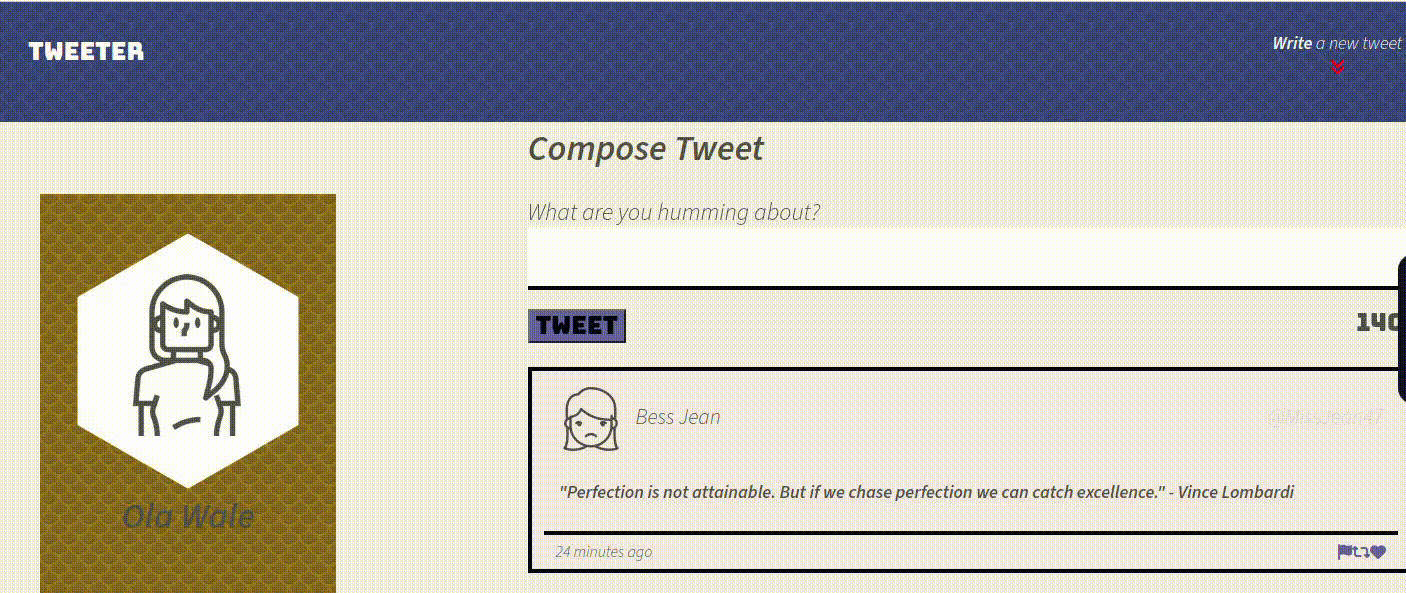 TWEETER
Write a new tweet
Compose Tweet
What are you humming about?
TWEET
140
Bess Jean
@MissJean47
"Perfection is not attainable. But if we chase perfection we can catch excellence." - Vince Lombardi
24 minutes ago
Ola Wale